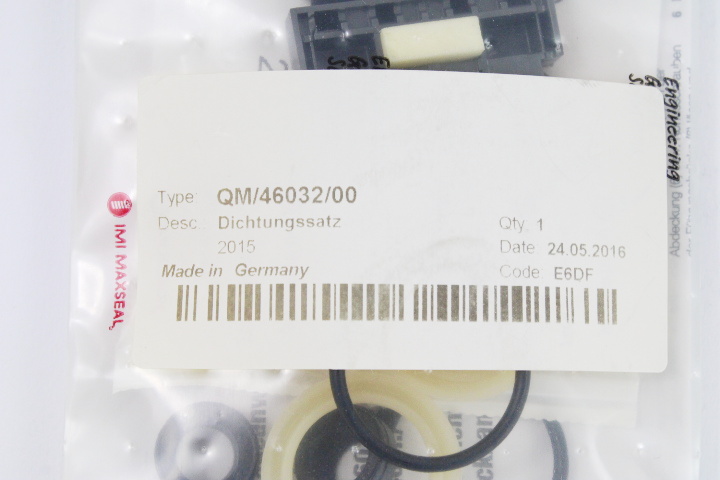 Type: QM/46032/00
Desc.: Dichtungssatz
Qty. 1
2015
Date 24.05.2016
Made in Germany
Code E6DF
IMI MAXSEAL
Engineering